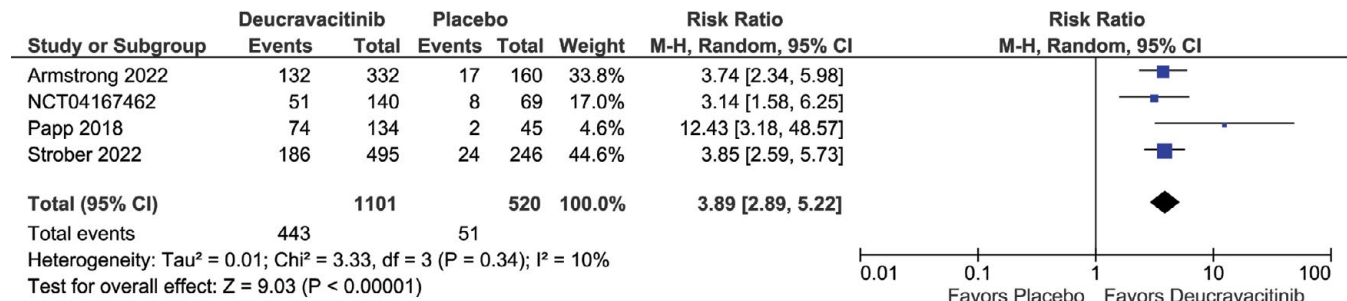 Deucravacitinib Placebo Risk Ratio Risk Ratio
Study or Subgroup Events Total Events Total Weight M-H, Random, 95% CI M-H, Random, 95% CI
Armstrong 2022 132 332 17 160 33.8% 3.74 [2.34, 5.98]
NCT04167462 51 140 8 69 17.0% 3.14 [1.58, 6.25]
Papp 2018 74 134 2 45 4.6% 12.43 [3.18, 48.57]
Strober 2022 186 495 24 246 44.6% 3.85 [2.59, 5.73]
Total (95% CI) 1101 520 100.0% 3.89 [2.89, 5.22]
Total events 443 51
Heterogeneity: Tau² = 0.01; Chi² = 3.33, df = 3 (P = 0.34); I² = 10%
Test for overall effect: Z = 9.03 (P < 0.00001)
0.01 0.1 1 10 100
Favors Placebo Favors Deucravacitinib